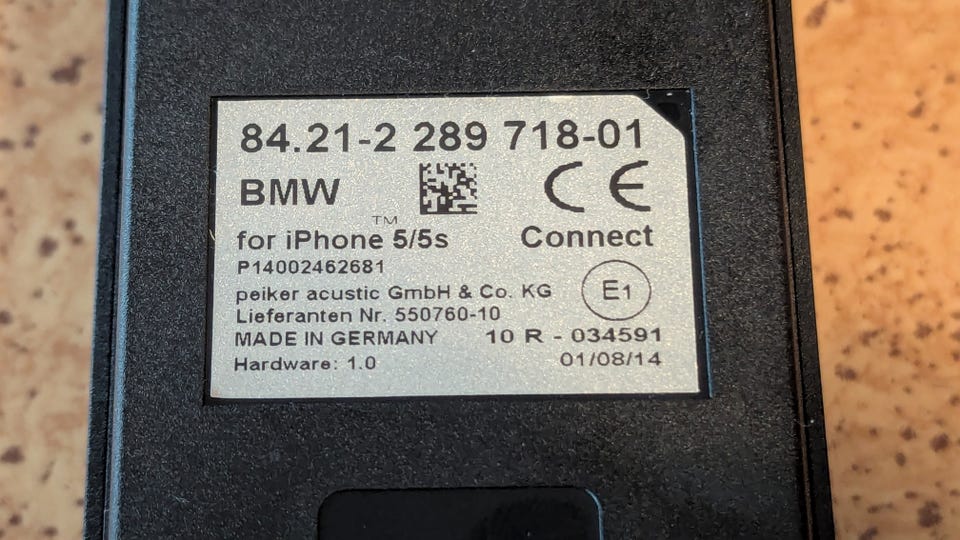 84.21-2 289 718-01
BMW
CE
for iPhone™ 5/5s
Connect
P14002462681
peiker acustic GmbH & Co. KG
E1
Lieferanten Nr. 550760-10
MADE IN GERMANY 10 R - 034591
Hardware: 1.0 01/08/14